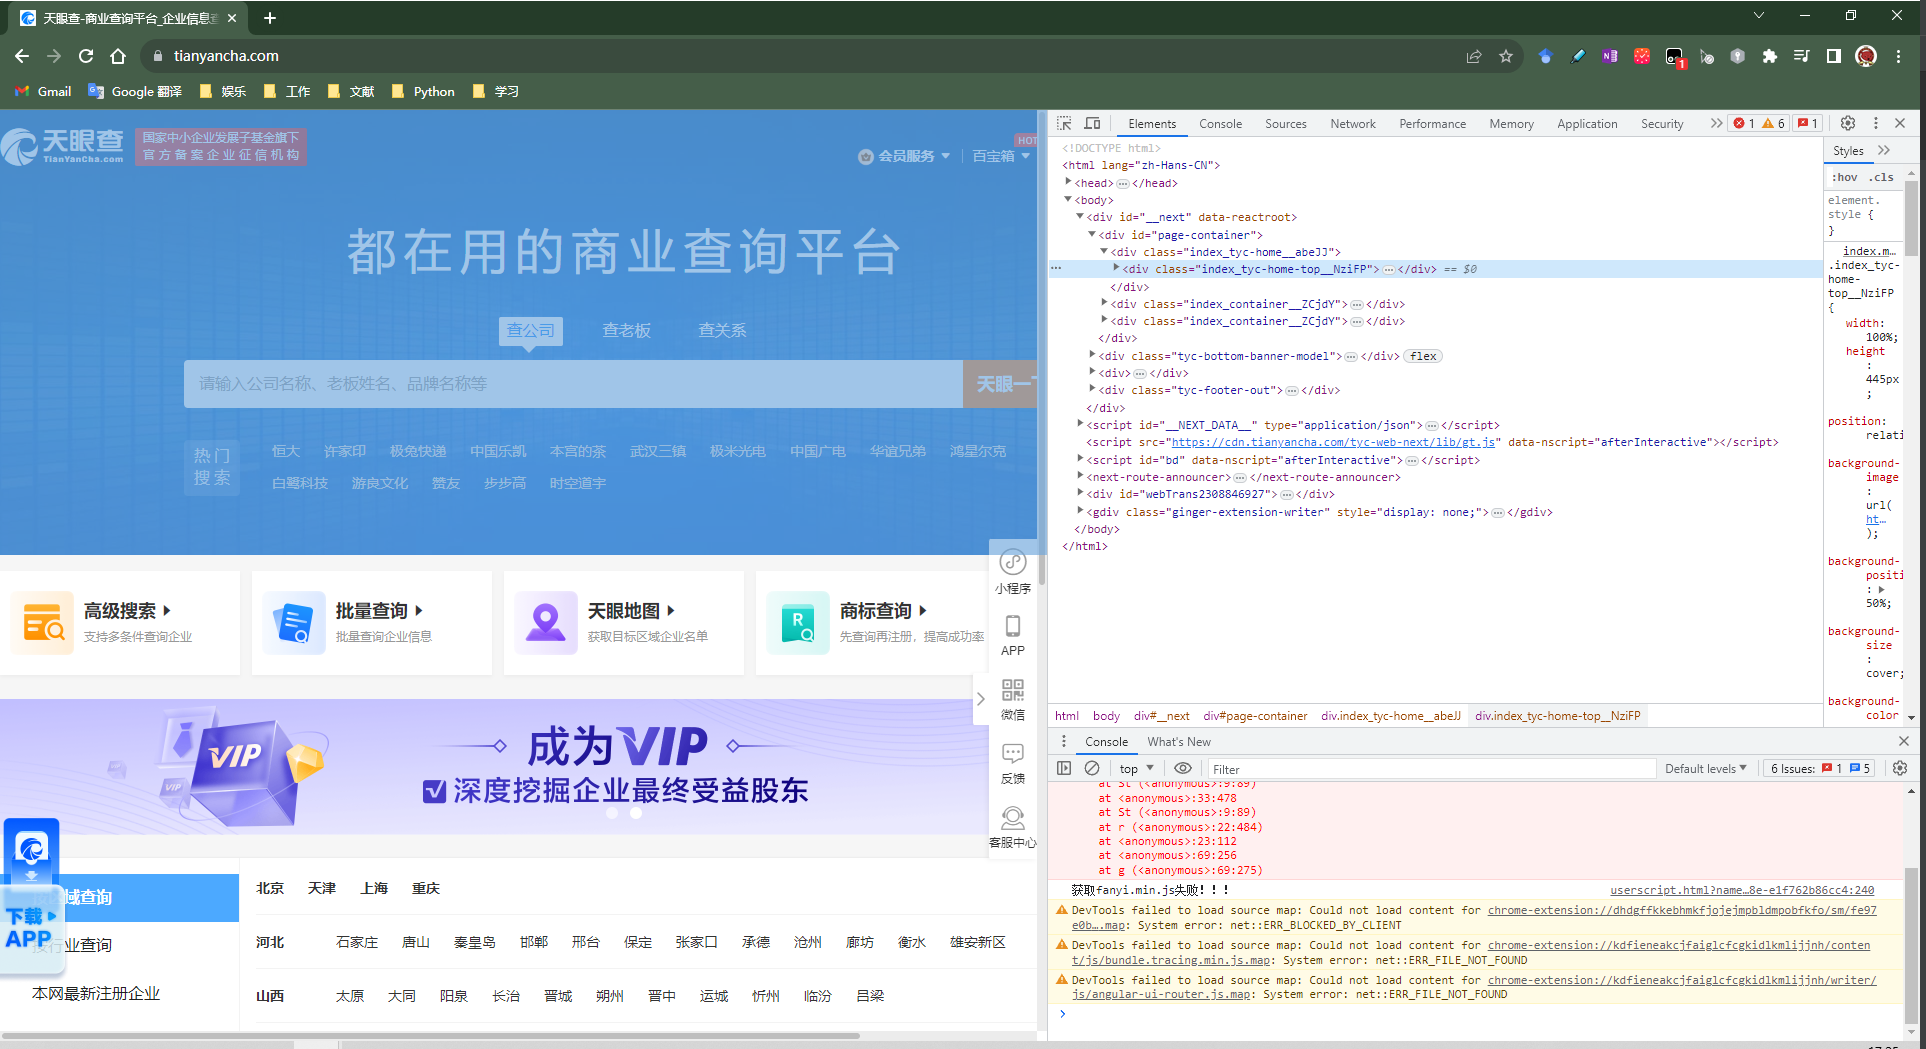 天眼查-商业查询平台_企业信息查
tianyancha.com
1
Gmail
Google 翻译
娱乐
工作
文献
Python
学习
天眼查
TianYanCha.com
国家中小企业发展子基金旗下
官方备案企业征信机构
会员服务
百宝箱
HOT
都在用的商业查询平台
查公司
查老板
查关系
请输入公司名称、老板姓名、品牌名称等
天眼一
热门
搜索
恒大 许家印 极兔快递 中国乐凯 本宫的茶 武汉三镇 极米光电 中国广电 华谊兄弟 鸿星尔克
白鹭科技 游良文化 赞友 步步高 时空道宇
高级搜索
支持多条件查询企业
批量查询
批量查询企业信息
天眼地图
获取目标区域企业名单
商标查询
先查询再注册，提高成功率
小程序
APP
微信
反馈
客服中心
VIP
VIP
成为VIP
深度挖掘企业最终受益股东
域查询
下载
APP
行业查询
本网最新注册企业
北京 天津 上海 重庆
河北 石家庄 唐山 秦皇岛 邯郸 邢台 保定 张家口 承德 沧州 廊坊 衡水 雄安新区
山西 太原 大同 阳泉 长治 晋城 朔州 晋中 运城 忻州 临汾 吕梁
Elements Console Sources Network Performance Memory Application Security
1 6 1
<!DOCTYPE html>
<html lang="zh-Hans-CN">
<head>…</head>
<body>
<div id="__next" data-reactroot>
<div id="page-container">
<div class="index_tyc-home__abeJJ">
<div class="index_tyc-home-top__NziFP">…</div> == $0
</div>
<div class="index_container__ZCjdY">…</div>
<div class="index_container__ZCjdY">…</div>
</div>
<div class="tyc-bottom-banner-model">…</div> flex
<div>…</div>
<div class="tyc-footer-out">…</div>
</div>
<script id="__NEXT_DATA__" type="application/json">…</script>
<script src="https://cdn.tianyancha.com/tyc-web-next/lib/gt.js" data-nscript="afterInteractive"></script>
<script id="bd" data-nscript="afterInteractive">…</script>
<next-route-announcer>…</next-route-announcer>
<div id="webTrans2308846927">…</div>
<gdiv class="ginger-extension-writer" style="display: none;">…</gdiv>
</body>
</html>
Styles
:hov .cls
element.
style {
}
index.m…
.index_tyc-
home-
top__NziFP
{
width:
100%;
height
:
445px
;
position:
relati
background-
image
:
url(
ht…
);
background-
positi
:
50%;
background-
size
:
cover;
background-
color
html body div#__next div#page-container div.index_tyc-home__abeJJ div.index_tyc-home-top__NziFP
Console What's New
top Filter Default levels 6 Issues: 1 5
at St (<anonymous>:9:89)
at <anonymous>:33:478
at St (<anonymous>:9:89)
at r (<anonymous>:22:484)
at <anonymous>:23:112
at <anonymous>:69:256
at g (<anonymous>:69:275)
获取fanyi.min.js失败！！！ userscript.html?name…8e-e1f762b86cc4:240
DevTools failed to load source map: Could not load content for chrome-extension://dhdgffkkebhmkfjojejmpbldmpobfkfo/sm/fe97
e0b….map: System error: net::ERR_BLOCKED_BY_CLIENT
DevTools failed to load source map: Could not load content for chrome-extension://kdfieneakcjfaiglcfcgkidlkmlijjnh/conten
t/js/bundle.tracing.min.js.map: System error: net::ERR_FILE_NOT_FOUND
DevTools failed to load source map: Could not load content for chrome-extension://kdfieneakcjfaiglcfcgkidlkmlijjnh/writer/
js/angular-ui-router.js.map: System error: net::ERR_FILE_NOT_FOUND